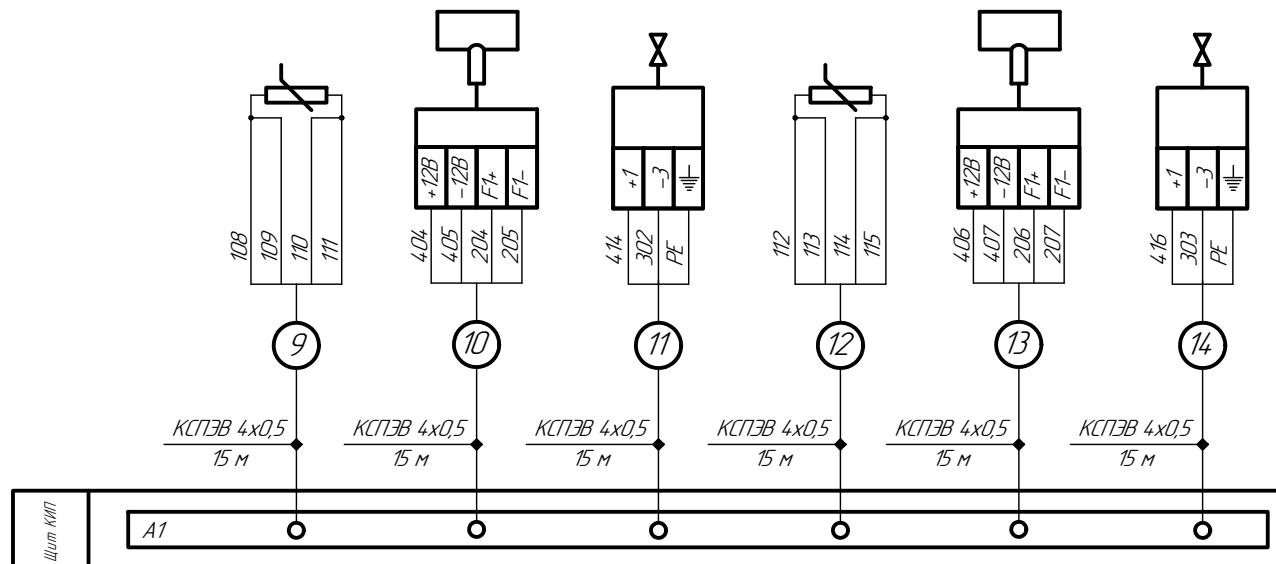 +12В -12В F1+ F1-
+1 -3
+12В -12В F1+ F1-
+1 -3
108 109 110 111
404 405 204 205
414 302 PE
112 113 114 115
406 407 206 207
416 303 PE
9 10 11 12 13 14
КСПЭВ 4х0,5 КСПЭВ 4х0,5 КСПЭВ 4х0,5 КСПЭВ 4х0,5 КСПЭВ 4х0,5 КСПЭВ 4х0,5
15 м 15 м 15 м 15 м 15 м 15 м
Щит КИП
А1